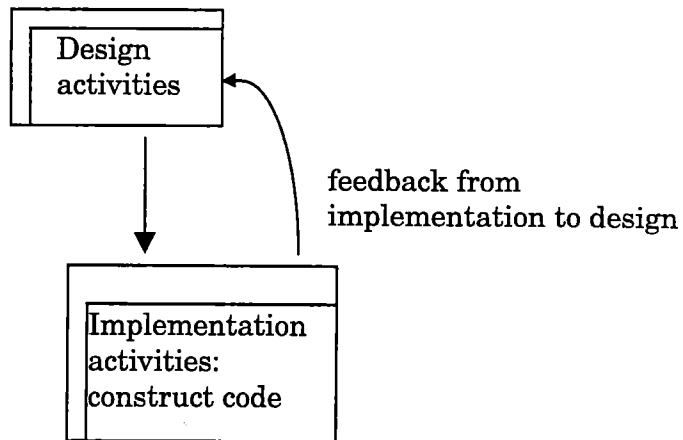 Design
activities
feedback from
implementation to design
Implementation
activities:
construct code